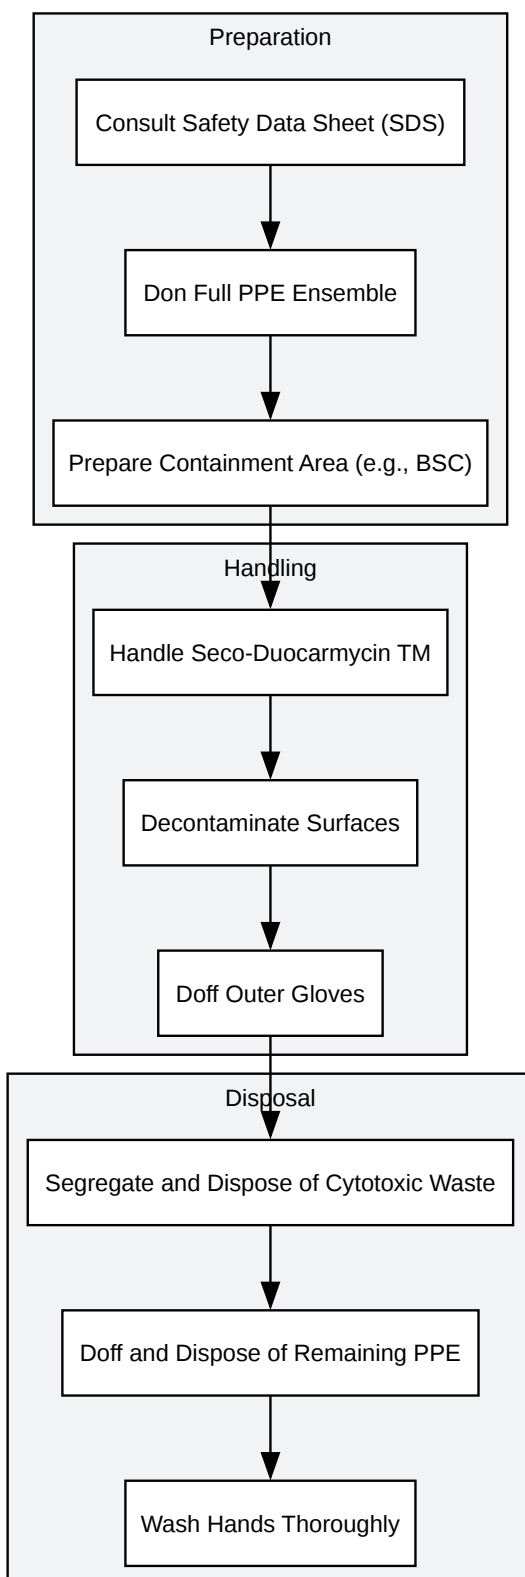 Preparation
Consult Safety Data Sheet (SDS)
Don Full PPE Ensemble
Prepare Containment Area (e.g., BSC)
Handling
Handle Seco-Duocarmycin TM
Decontaminate Surfaces
Doff Outer Gloves
Disposal
Segregate and Dispose of Cytotoxic Waste
Doff and Dispose of Remaining PPE
Wash Hands Thoroughly